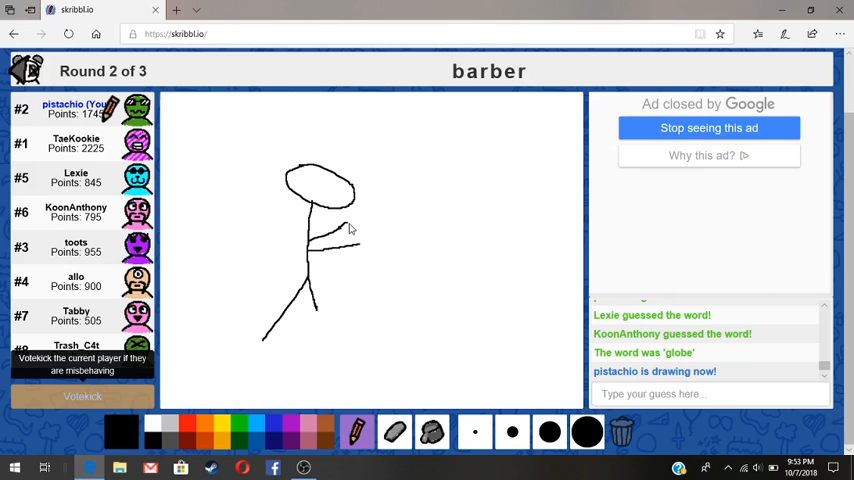 skribbl.io
https://skribbl.io/
Round 2 of 3
barber
#2
pistachio (You
Points: 1745
#1
TaeKookie
Points: 2225
#5
Lexie
Points: 845
#6
KoonAnthony
Points: 795
#3
toots
Points: 955
#4
allo
Points: 900
#7
Tabby
Points: 505
Trash_C4t
Votekick the current player if they
are misbehaving
Votekick
Ad closed by Google
Stop seeing this ad
Why this ad?
Lexie guessed the word!
KoonAnthony guessed the word!
The word was 'globe'
pistachio is drawing now!
Type your guess here...
9:53 PM
10/7/2018